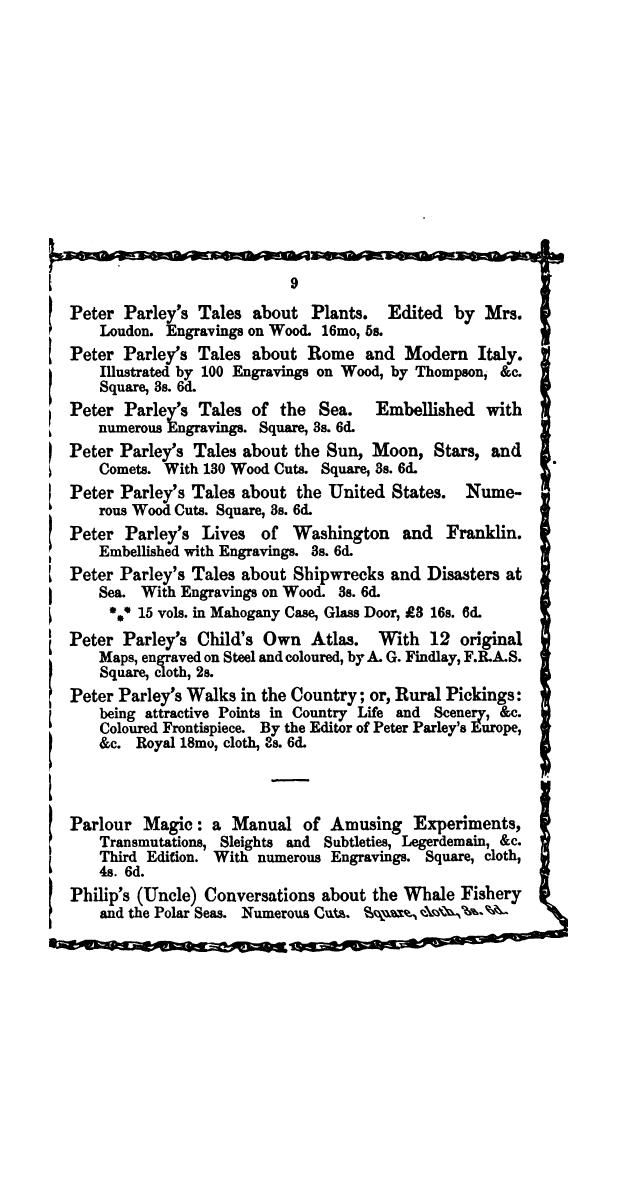 9
Peter Parley's Tales about Plants. Edited by Mrs.
Loudon. Engravings on Wood. 16mo, 5s.
Peter Parley's Tales about Rome and Modern Italy.
Illustrated by 100 Engravings on Wood, by Thompson, &c.
Square, 3s. 6d.
Peter Parley's Tales of the Sea. Embellished with
numerous Engravings. Square, 3s. 6d.
Peter Parley's Tales about the Sun, Moon, Stars, and
Comets. With 130 Wood Cuts. Square, 3s. 6d.
Peter Parley's Tales about the United States. Nume-
rous Wood Cuts. Square, 3s. 6d.
Peter Parley's Lives of Washington and Franklin.
Embellished with Engravings. 3s. 6d.
Peter Parley's Tales about Shipwrecks and Disasters at
Sea. With Engravings on Wood. 3s. 6d.
*⁎* 15 vols. in Mahogany Case, Glass Door, £3 16s. 6d.
Peter Parley's Child's Own Atlas. With 12 original
Maps, engraved on Steel and coloured, by A. G. Findlay, F.R.A.S.
Square, cloth, 2s.
Peter Parley's Walks in the Country; or, Rural Pickings:
being attractive Points in Country Life and Scenery, &c.
Coloured Frontispiece. By the Editor of Peter Parley's Europe,
&c. Royal 18mo, cloth, 3s. 6d.
Parlour Magic: a Manual of Amusing Experiments,
Transmutations, Sleights and Subtleties, Legerdemain, &c.
Third Edition. With numerous Engravings. Square, cloth,
4s. 6d.
Philip's (Uncle) Conversations about the Whale Fishery
and the Polar Seas. Numerous Cuts. Square, cloth, 3s. 6d.